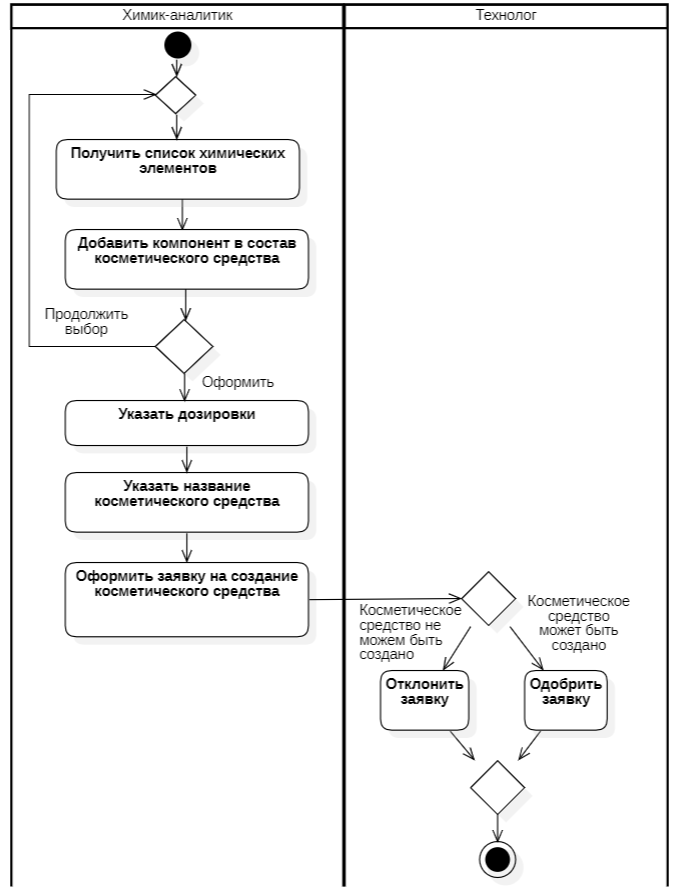 Химик-аналитик
Технолог
Получить список химических
элементов
Добавить компонент в состав
косметического средства
Продолжить
выбор
Оформить
Указать дозировки
Указать название
косметического средства
Оформить заявку на создание
косметического средства
Косметическое
средство не
можем быть
создано
Косметическое
средство
может быть
создано
Отклонить
заявку
Одобрить
заявку